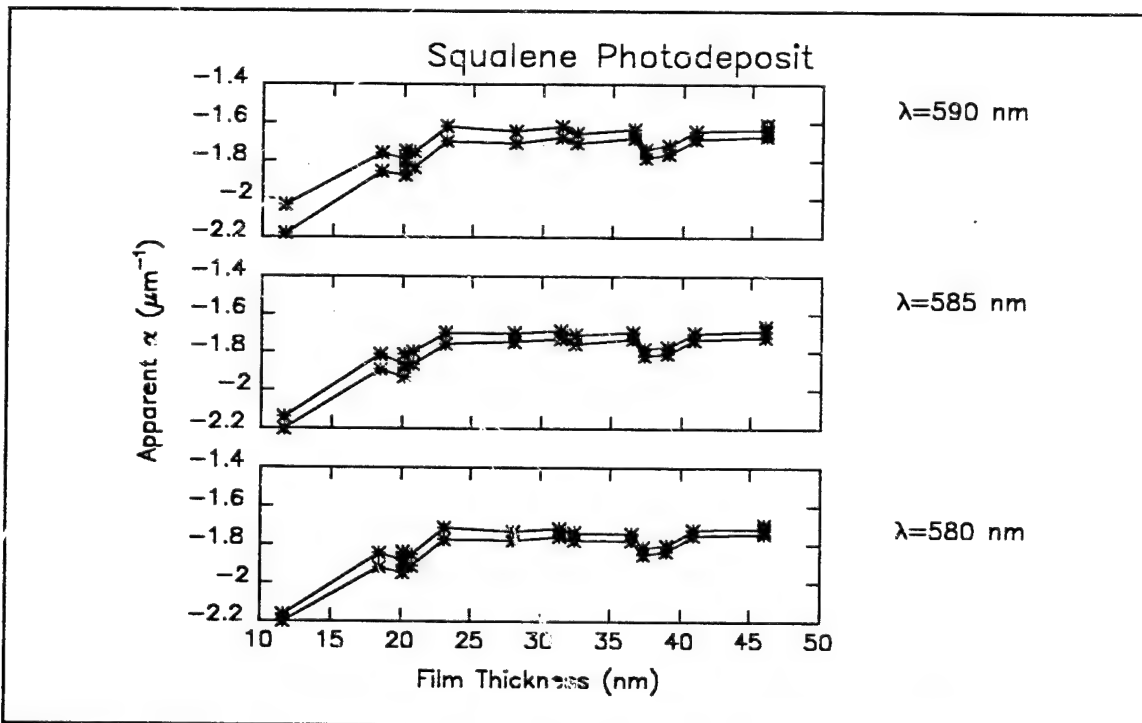 Squalene Photodeposit
−1.4
−1.6
−1.8
−2
−2.2
λ=590 nm
−1.4
−1.6
−1.8
−2
−2.2
λ=585 nm
−1.4
−1.6
−1.8
−2
−2.2
λ=580 nm
10 15 20 25 30 35 40 45 50
Film Thickness (nm)
Apparent α (μm⁻¹)